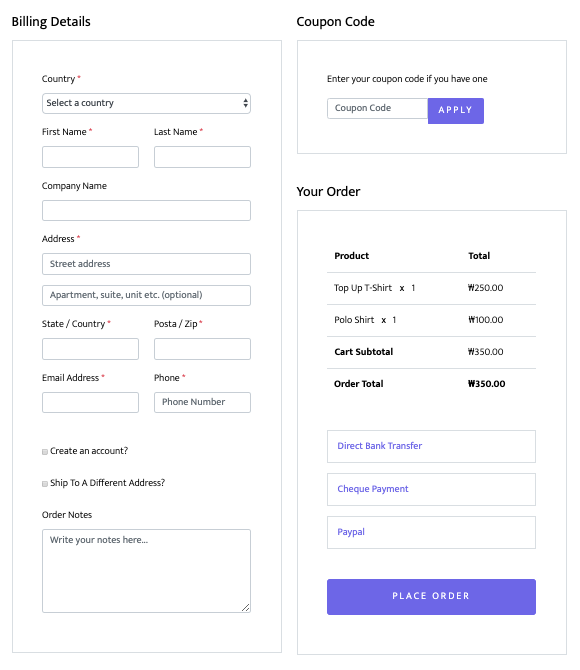 Billing Details
Country *
Select a country
First Name * Last Name *
Company Name
Address *
Street address
Apartment, suite, unit etc. (optional)
State / Country * Posta / Zip *
Email Address * Phone *
Phone Number
Create an account?
Ship To A Different Address?
Order Notes
Write your notes here...
Coupon Code
Enter your coupon code if you have one
Coupon Code APPLY
Your Order
Product Total
Top Up T-Shirt x 1 ₩250.00
Polo Shirt x 1 ₩100.00
Cart Subtotal ₩350.00
Order Total ₩350.00
Direct Bank Transfer
Cheque Payment
Paypal
PLACE ORDER